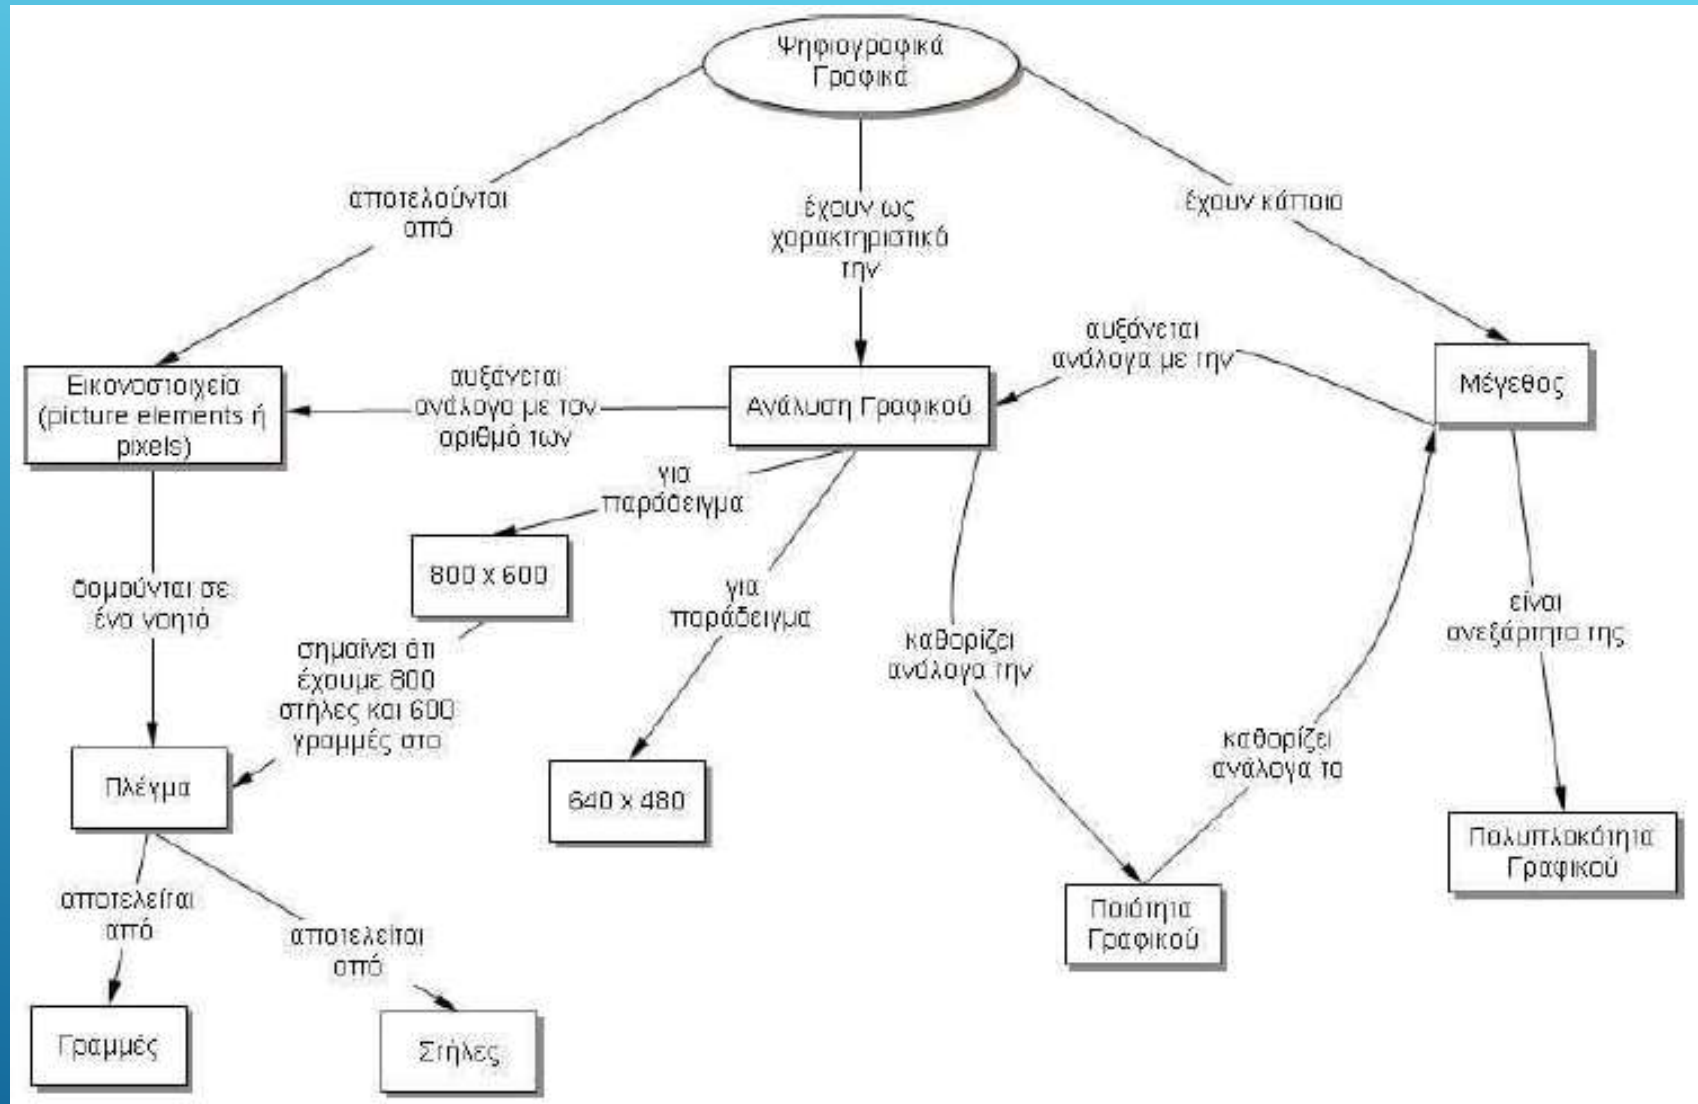 Ψηφιογραφικά
Γραφικά
αποτελούνται
από
έχουν ως
χαρακτηριστικό
την
έχουν κάποιο
αυξάνεται
ανάλογα με την
Μέγεθος
Εικονοστοιχεία
(picture elements ή
pixels)
αυξάνεται
ανάλογα με τον
αριθμό των
Ανάλυση Γραφικού
για
παράδειγμα
800 x 600
δομούνται σε
ένα νοητό
για
παράδειγμα
είναι
ανεξάρτητο της
σημαίνει ότι
έχουμε 800
στήλες και 600
γραμμές στο
καθορίζει
ανάλογα την
καθορίζει
ανάλογα το
Πλέγμα
640 x 480
Πολυπλοκότητα
Γραφικού
αποτελείται
από
αποτελείται
από
Ποιότητα
Γραφικού
Γραμμές
Στήλες